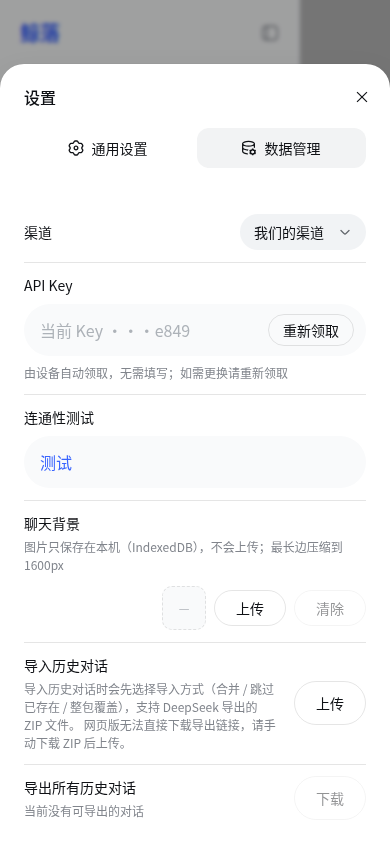 鲸落
设置
通用设置
数据管理
渠道
我们的渠道
API Key
当前 Key · · · e849
重新领取
由设备自动领取，无需填写；如需更换请重新领取
连通性测试
测试
聊天背景
图片只保存在本机（IndexedDB），不会上传；最长边压缩到
1600px
—
上传
清除
导入历史对话
导入历史对话时会先选择导入方式（合并 / 跳过
已存在 / 整包覆盖），支持 DeepSeek 导出的
ZIP 文件。 网页版无法直接下载导出链接，请手
动下载 ZIP 后上传。
上传
导出所有历史对话
当前没有可导出的对话
下载